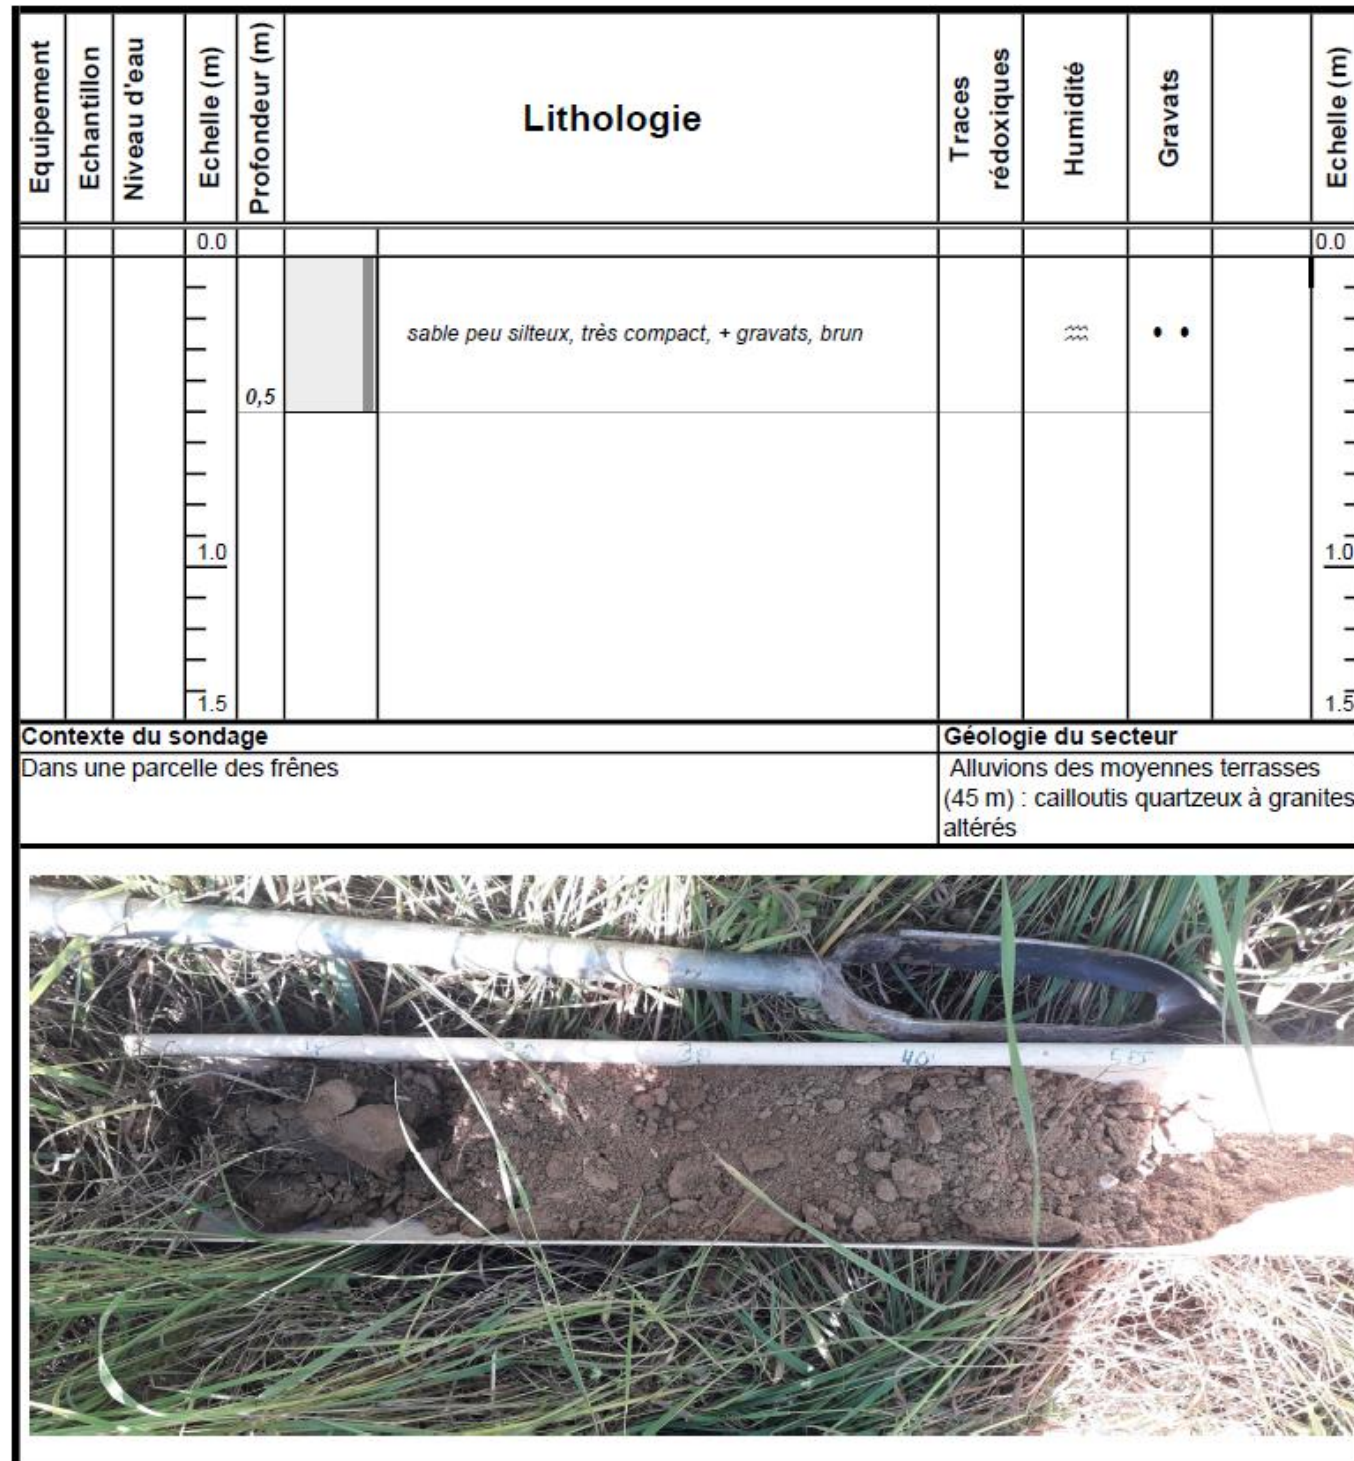 Equipement
Echantillon
Niveau d'eau
Echelle (m)
Profondeur (m)
Lithologie
Traces
rédoxiques
Humidité
Gravats
Echelle (m)
0.0
0.0
sable peu silteux, très compact, + gravats, brun
0,5
1.0
1.0
1.5
1.5
Contexte du sondage
Géologie du secteur
Dans une parcelle des frênes
Alluvions des moyennes terrasses
(45 m) : cailloutis quartzeux à granites
altérés
40